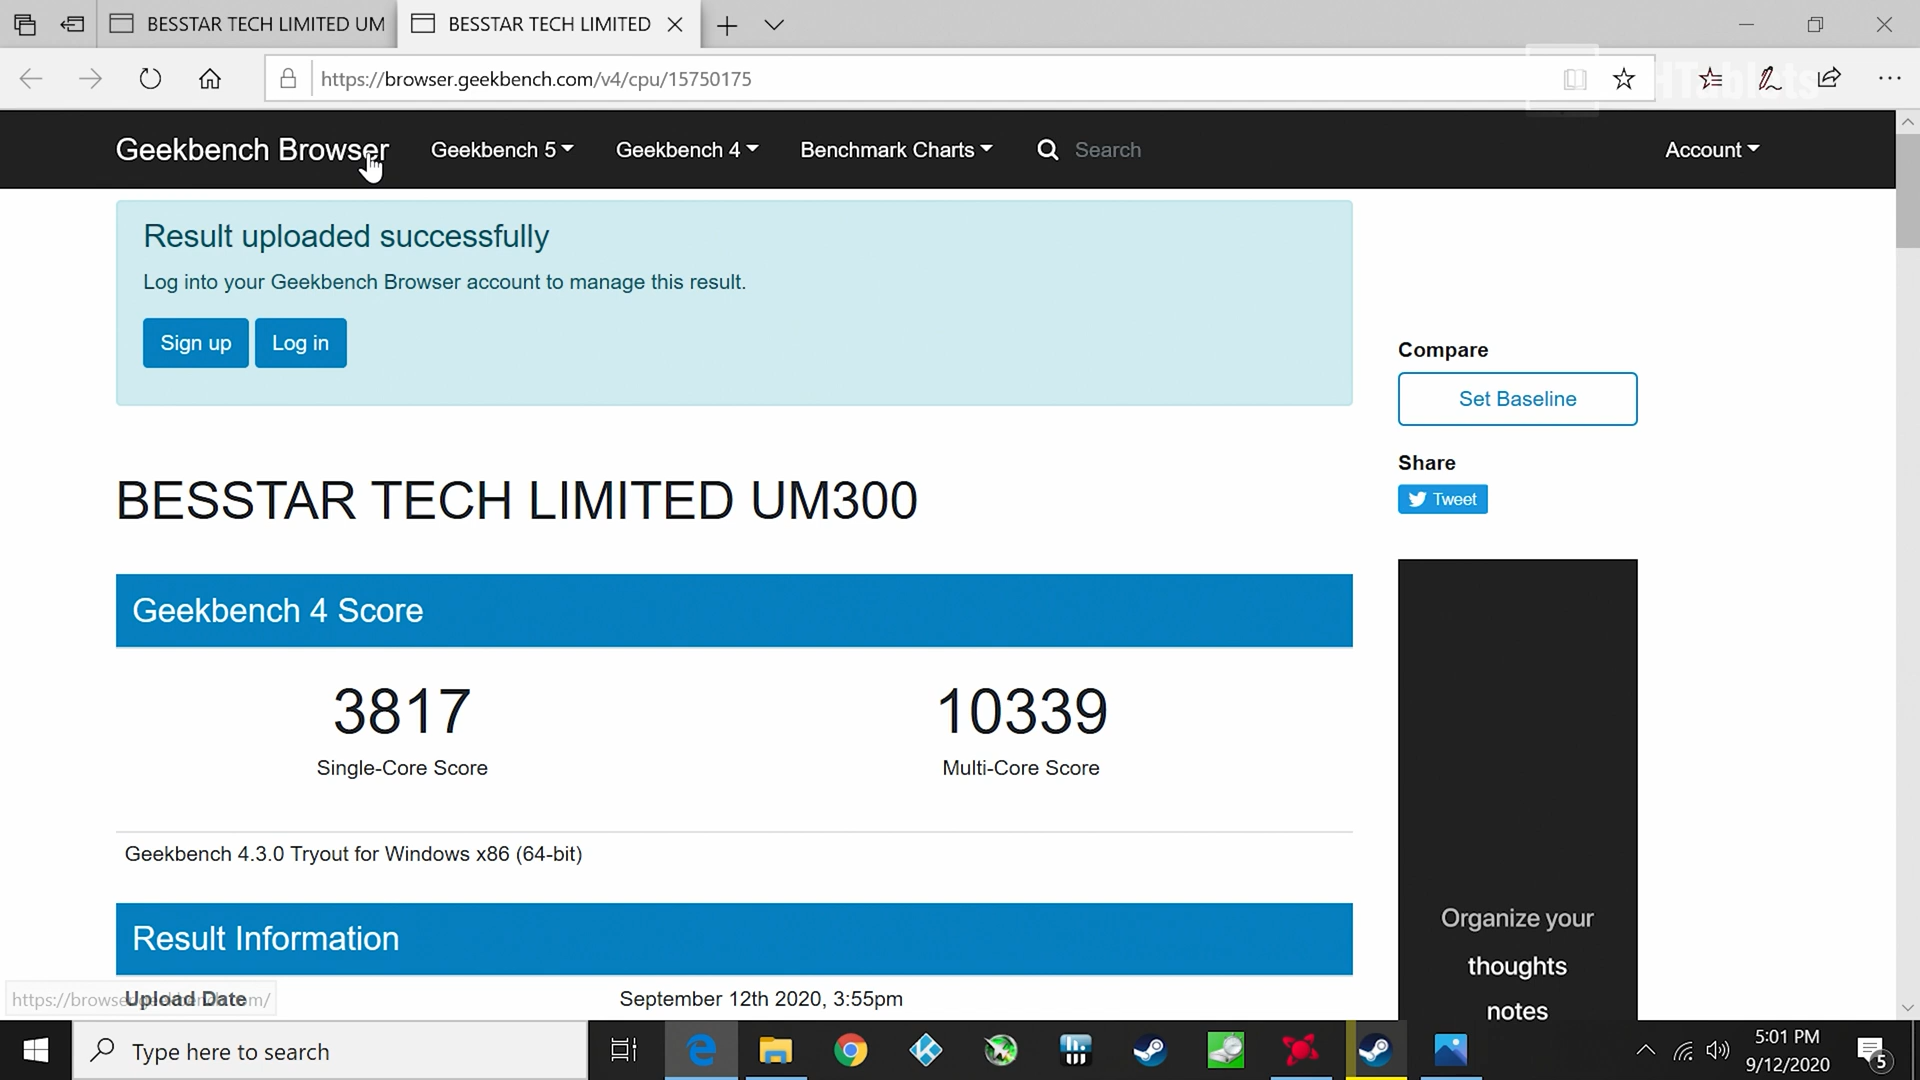 BESSTAR TECH LIMITED UM
BESSTAR TECH LIMITED
https://browser.geekbench.com/v4/cpu/15750175
Geekbench Browser
Geekbench 5
Geekbench 4
Benchmark Charts
Search
Account
Result uploaded successfully
Log into your Geekbench Browser account to manage this result.
Sign up
Log in
Compare
Set Baseline
Share
Tweet
BESSTAR TECH LIMITED UM300
Geekbench 4 Score
3817
Single-Core Score
10339
Multi-Core Score
Geekbench 4.3.0 Tryout for Windows x86 (64-bit)
Organize your
thoughts
notes
Result Information
Upload Date
September 12th 2020, 3:55pm
Type here to search
5:01 PM
9/12/2020
5